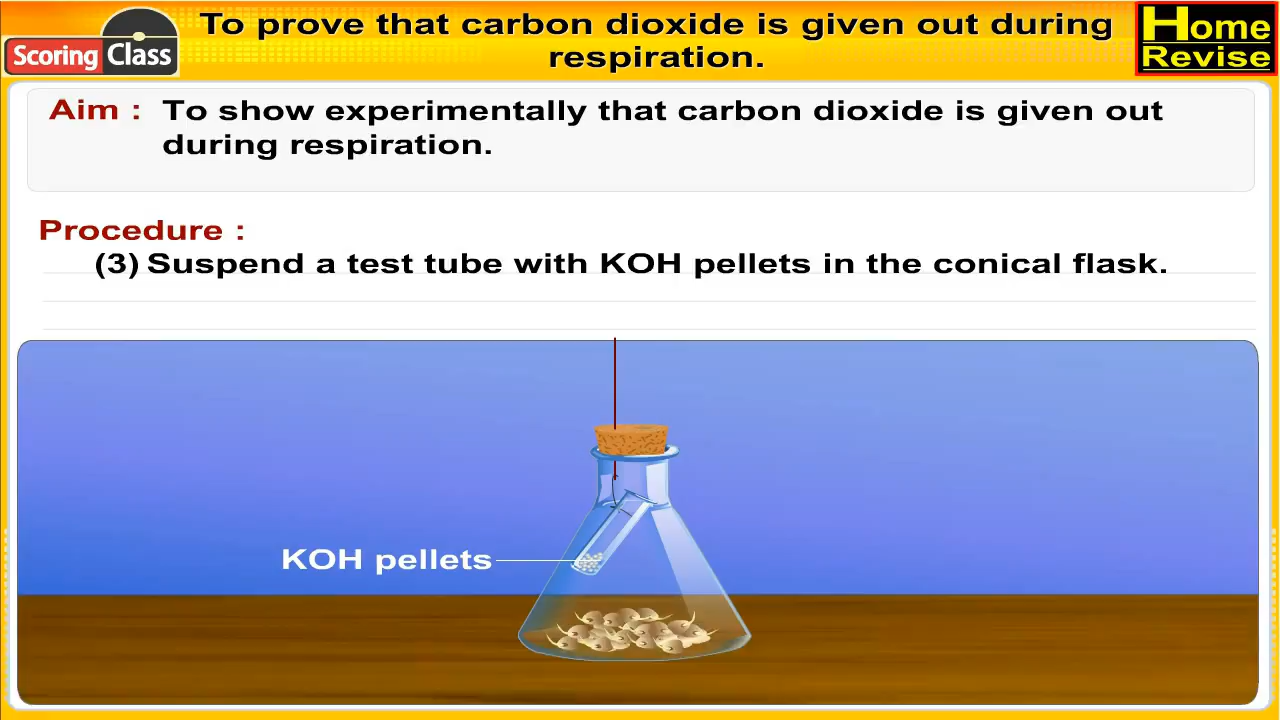 To prove that carbon dioxide is given out during
respiration.
Scoring Class
Home
Revise
Aim : To show experimentally that carbon dioxide is given out
during respiration.
Procedure :
(3) Suspend a test tube with KOH pellets in the conical flask.
KOH pellets